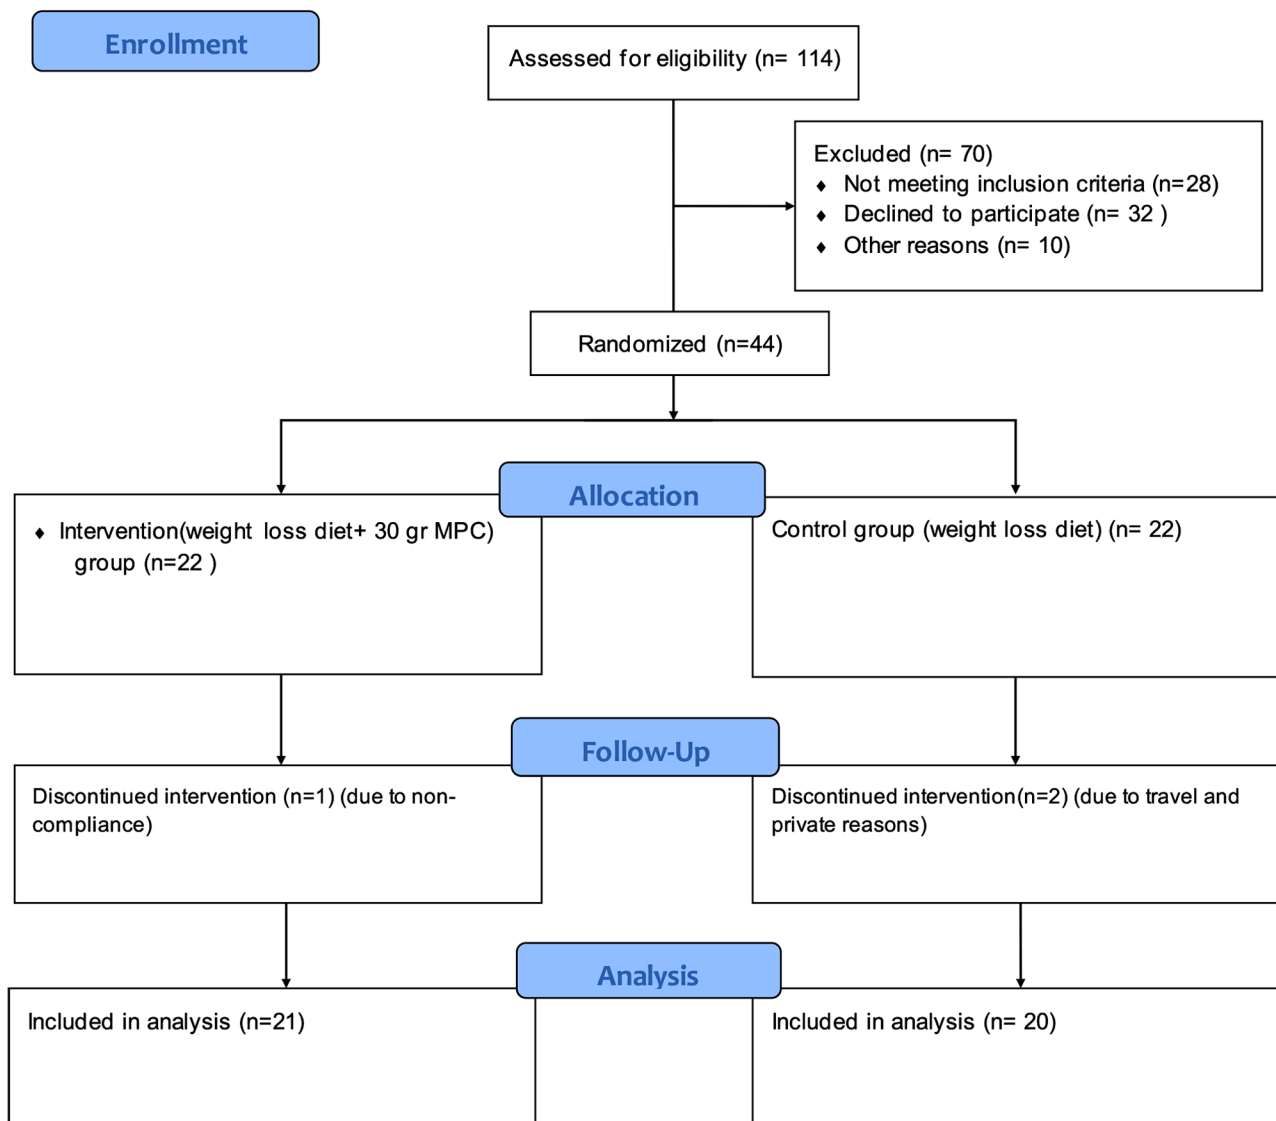 Enrollment
Assessed for eligibility (n= 114)
Excluded (n= 70)
♦ Not meeting inclusion criteria (n=28)
♦ Declined to participate (n= 32 )
♦ Other reasons (n= 10)
Randomized (n=44)
Allocation
♦ Intervention(weight loss diet+ 30 gr MPC)
group (n=22 )
Control group (weight loss diet) (n= 22)
Follow-Up
Discontinued intervention (n=1) (due to non-
compliance)
Discontinued intervention(n=2) (due to travel and
private reasons)
Analysis
Included in analysis (n=21)
Included in analysis (n= 20)